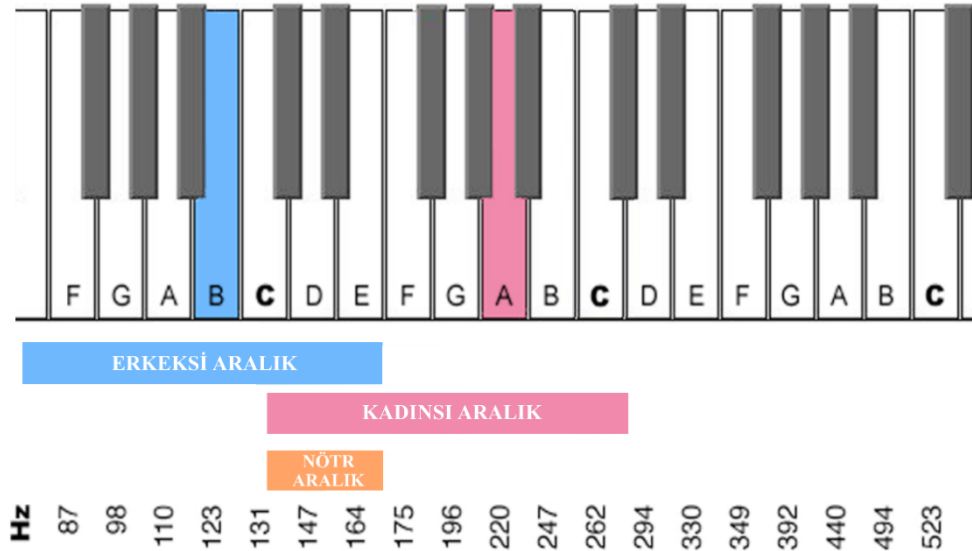 F G A B C D E F G A B C D E F G A B C
ERKEKSİ ARALIK
KADINSI ARALIK
NÖTR
ARALIK
Hz 87 98 110 123 131 147 164 175 196 220 247 262 294 330 349 392 440 494 523